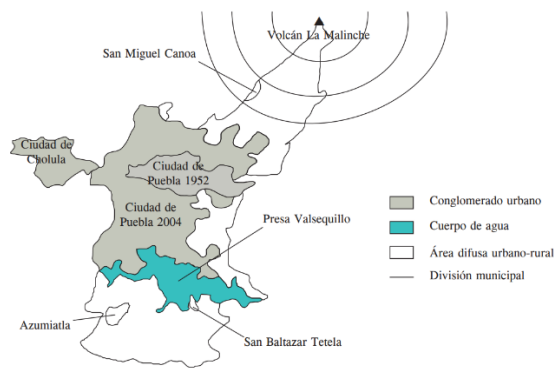 Volcán La Malinche
San Miguel Canoa
Ciudad de
Cholula
Ciudad de
Puebla 1952
Ciudad de
Puebla 2004
Presa Valsequillo
Azumiatla
San Baltazar Tetela
Conglomerado urbano
Cuerpo de agua
Área difusa urbano-rural
División municipal